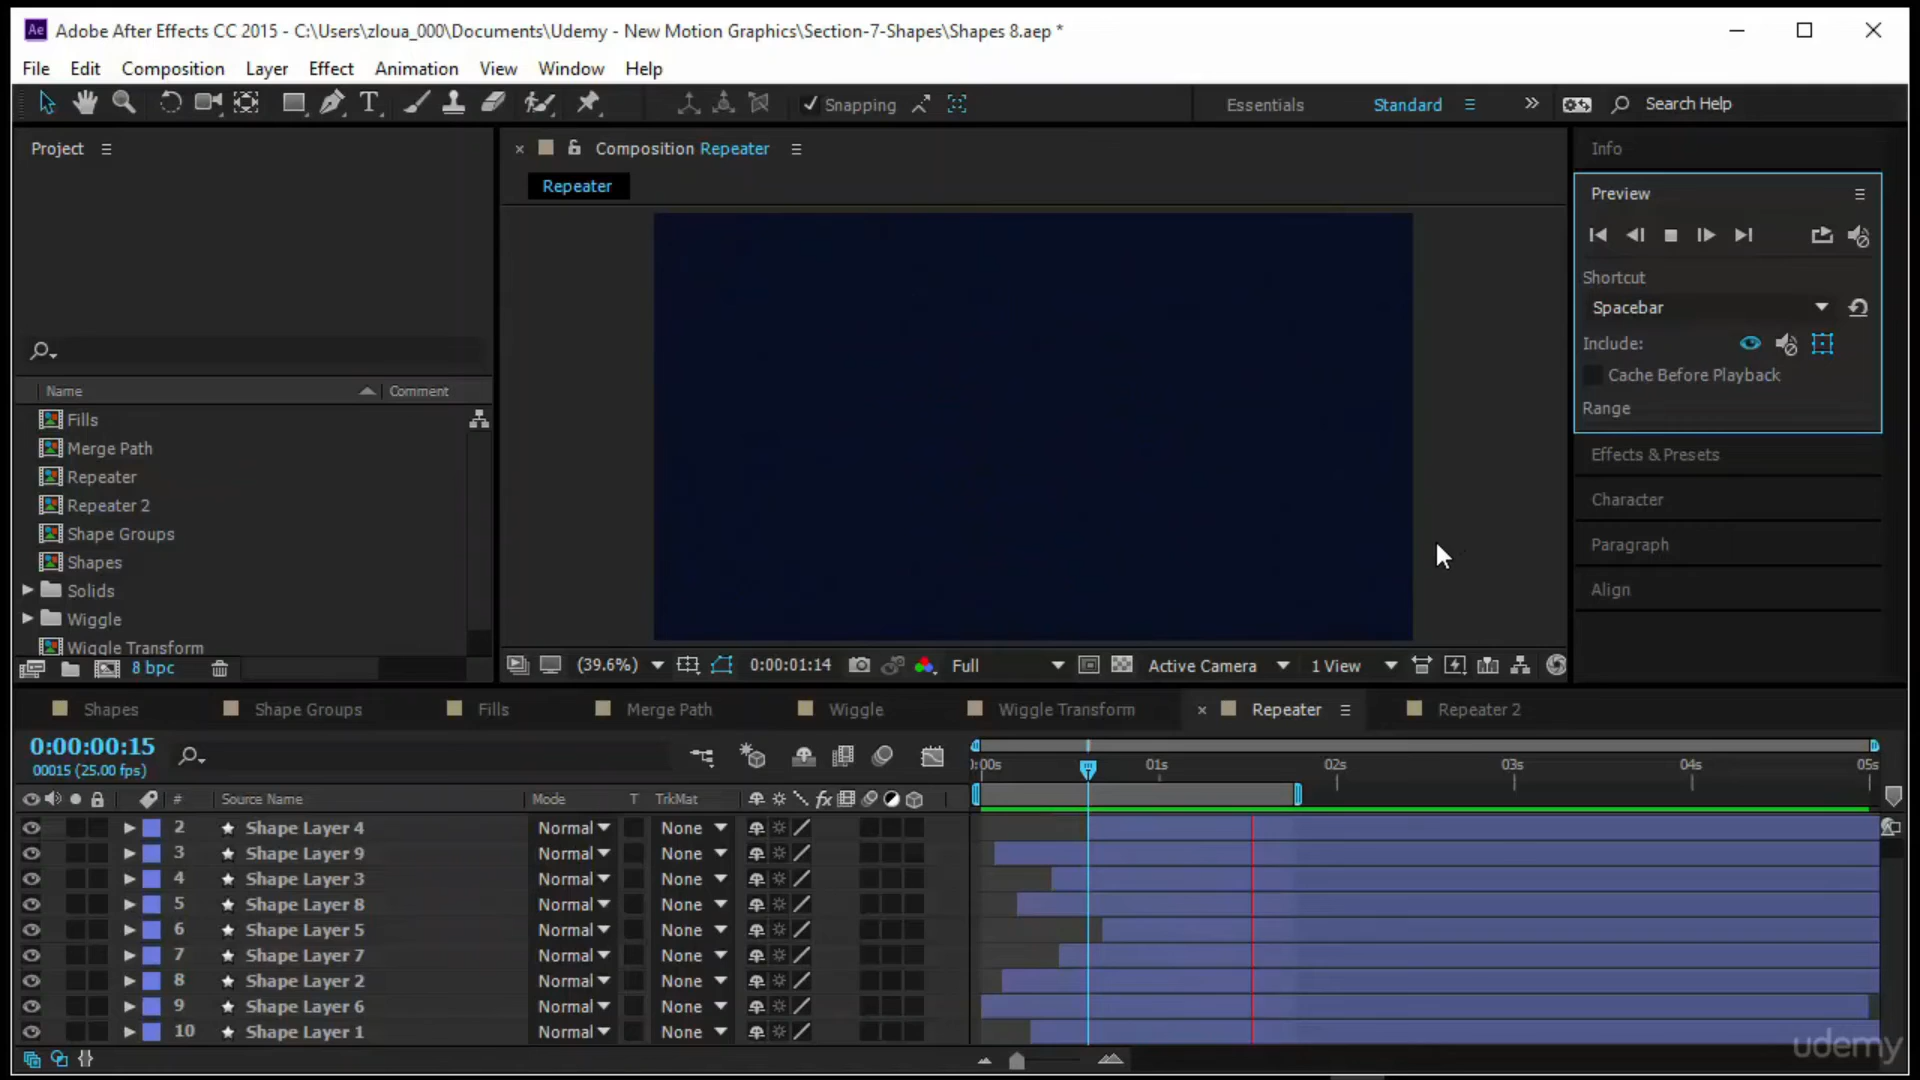 Ae Adobe After Effects CC 2015 - C:\Users\zloua_000\Documents\Udemy - New Motion Graphics\Section-7-Shapes\Shapes 8.aep *
File Edit Composition Layer Effect Animation View Window Help
T Snapping Essentials Standard Search Help
Project
Composition Repeater
Info
Repeater
Preview
Shortcut
Spacebar
Include:
Cache Before Playback
Range
Name Comment
Fills
Merge Path
Repeater
Repeater 2
Shape Groups
Shapes
Solids
Wiggle
Wiggle Transform
8 bpc
Effects & Presets
Character
Paragraph
Align
(39.6%) 0:00:01:14 Full Active Camera 1 View
Shapes Shape Groups Fills Merge Path Wiggle Wiggle Transform Repeater Repeater 2
0:00:00:15
00015 (25.00 fps)
):00s 01s 02s 03s 04s 05s
# Source Name Mode T TrkMat fx
2 Shape Layer 4 Normal None
3 Shape Layer 9 Normal None
4 Shape Layer 3 Normal None
5 Shape Layer 8 Normal None
6 Shape Layer 5 Normal None
7 Shape Layer 7 Normal None
8 Shape Layer 2 Normal None
9 Shape Layer 6 Normal None
10 Shape Layer 1 Normal None
udemy